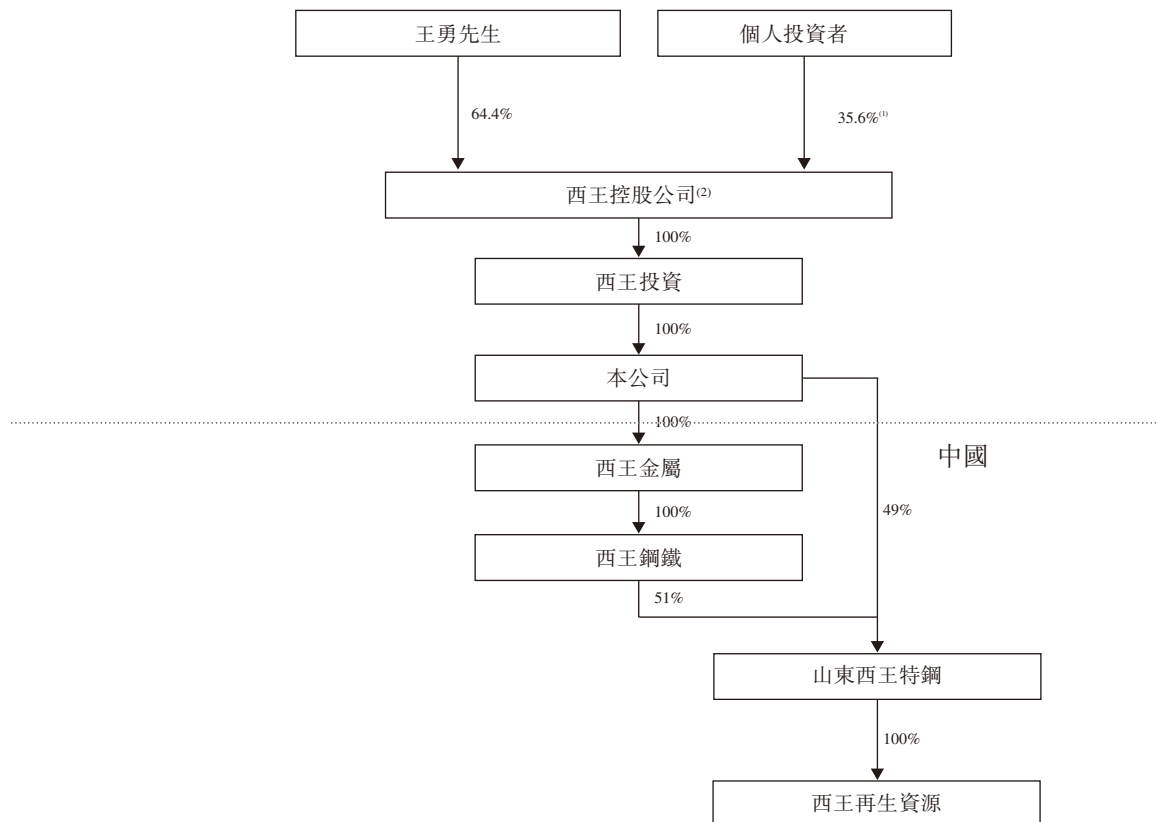 王勇先生
個人投資者
64.4%
35.6%⁽¹⁾
西王控股公司⁽²⁾
100%
西王投資
100%
本公司
100%
中國
西王金屬
100%
49%
西王鋼鐵
51%
山東西王特鋼
100%
西王再生資源